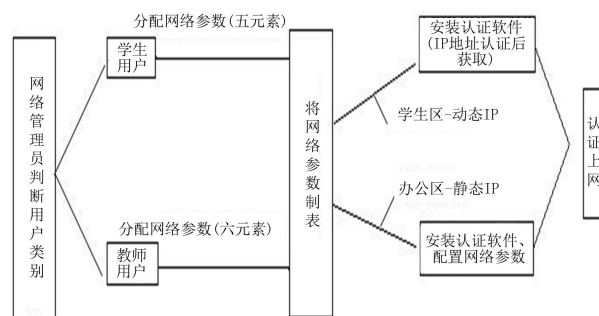 网络管理员判断用户类别
分配网络参数(五元素)
学生
用户
分配网络参数(六元素)
教师
用户
将网络参数制表
安装认证软件
(IP地址认证后
获取)
学生区-动态IP
办公区-静态IP
安装认证软件、
配置网络参数
认证上网